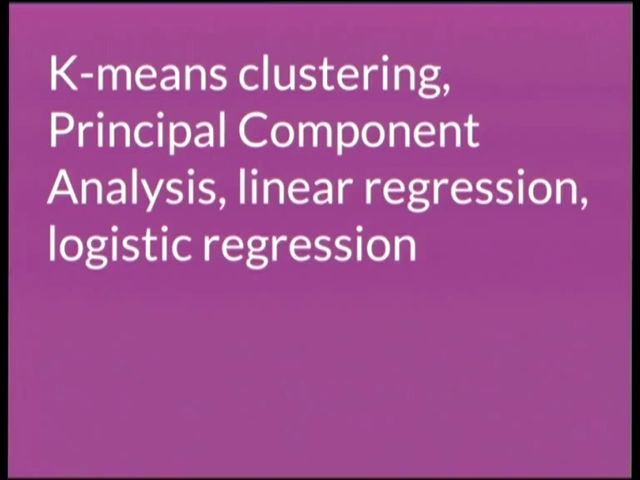 K-means clustering,
Principal Component
Analysis, linear regression,
logistic regression